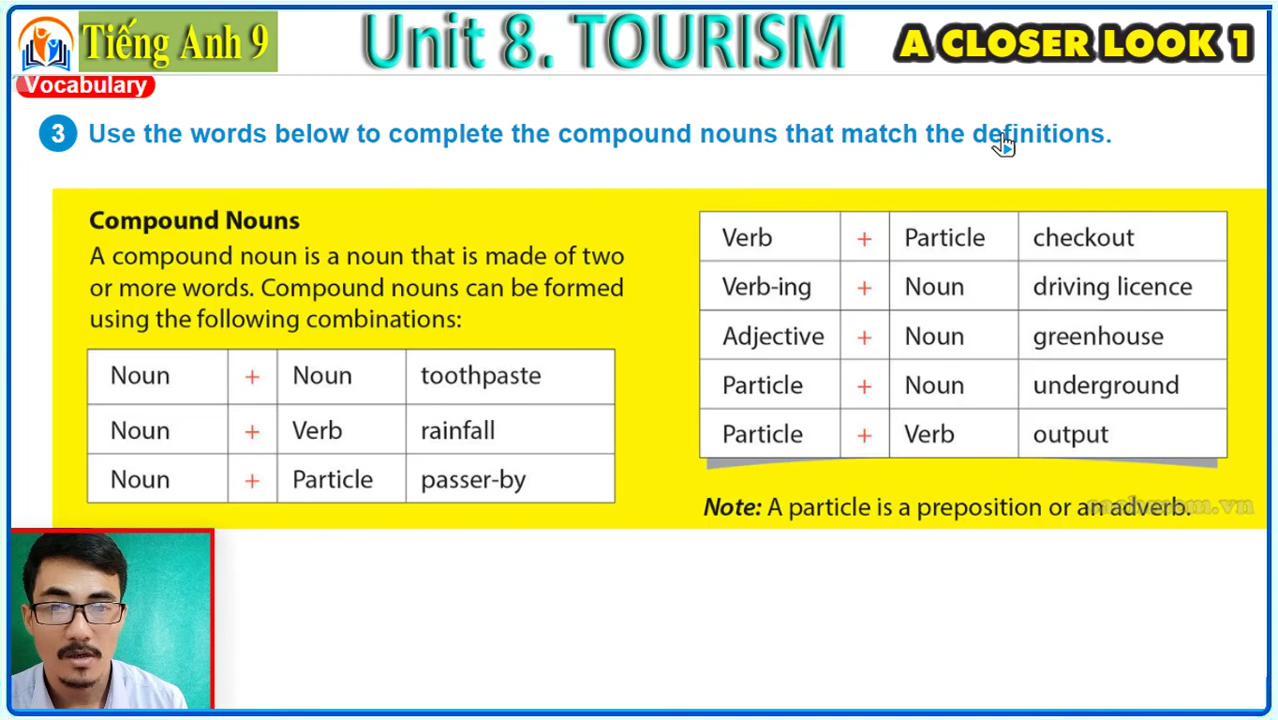 Tiếng Anh 9
Unit 8. TOURISM
A CLOSER LOOK 1
Vocabulary
3 Use the words below to complete the compound nouns that match the definitions.
Compound Nouns
A compound noun is a noun that is made of two
or more words. Compound nouns can be formed
using the following combinations:
Noun + Noun toothpaste
Noun + Verb rainfall
Noun + Particle passer-by
Verb + Particle checkout
Verb-ing + Noun driving licence
Adjective + Noun greenhouse
Particle + Noun underground
Particle + Verb output
Note: A particle is a preposition or an adverb.